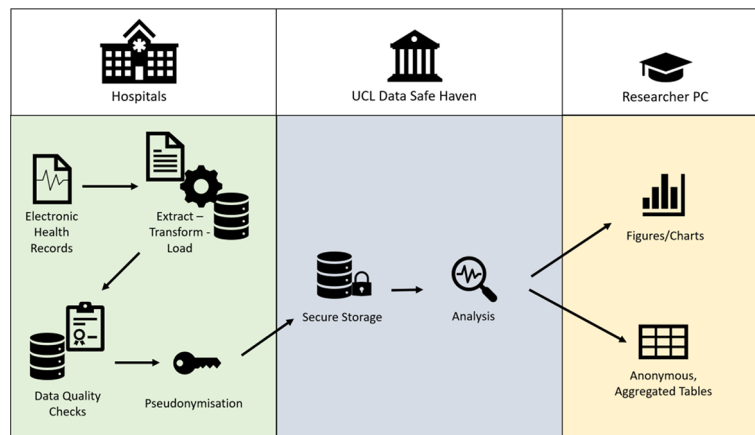 Hospitals
UCL Data Safe Haven
Researcher PC
Electronic
Health
Records
Extract –
Transform -
Load
Data Quality
Checks
Pseudonymisation
Secure Storage
Analysis
Figures/Charts
Anonymous,
Aggregated Tables